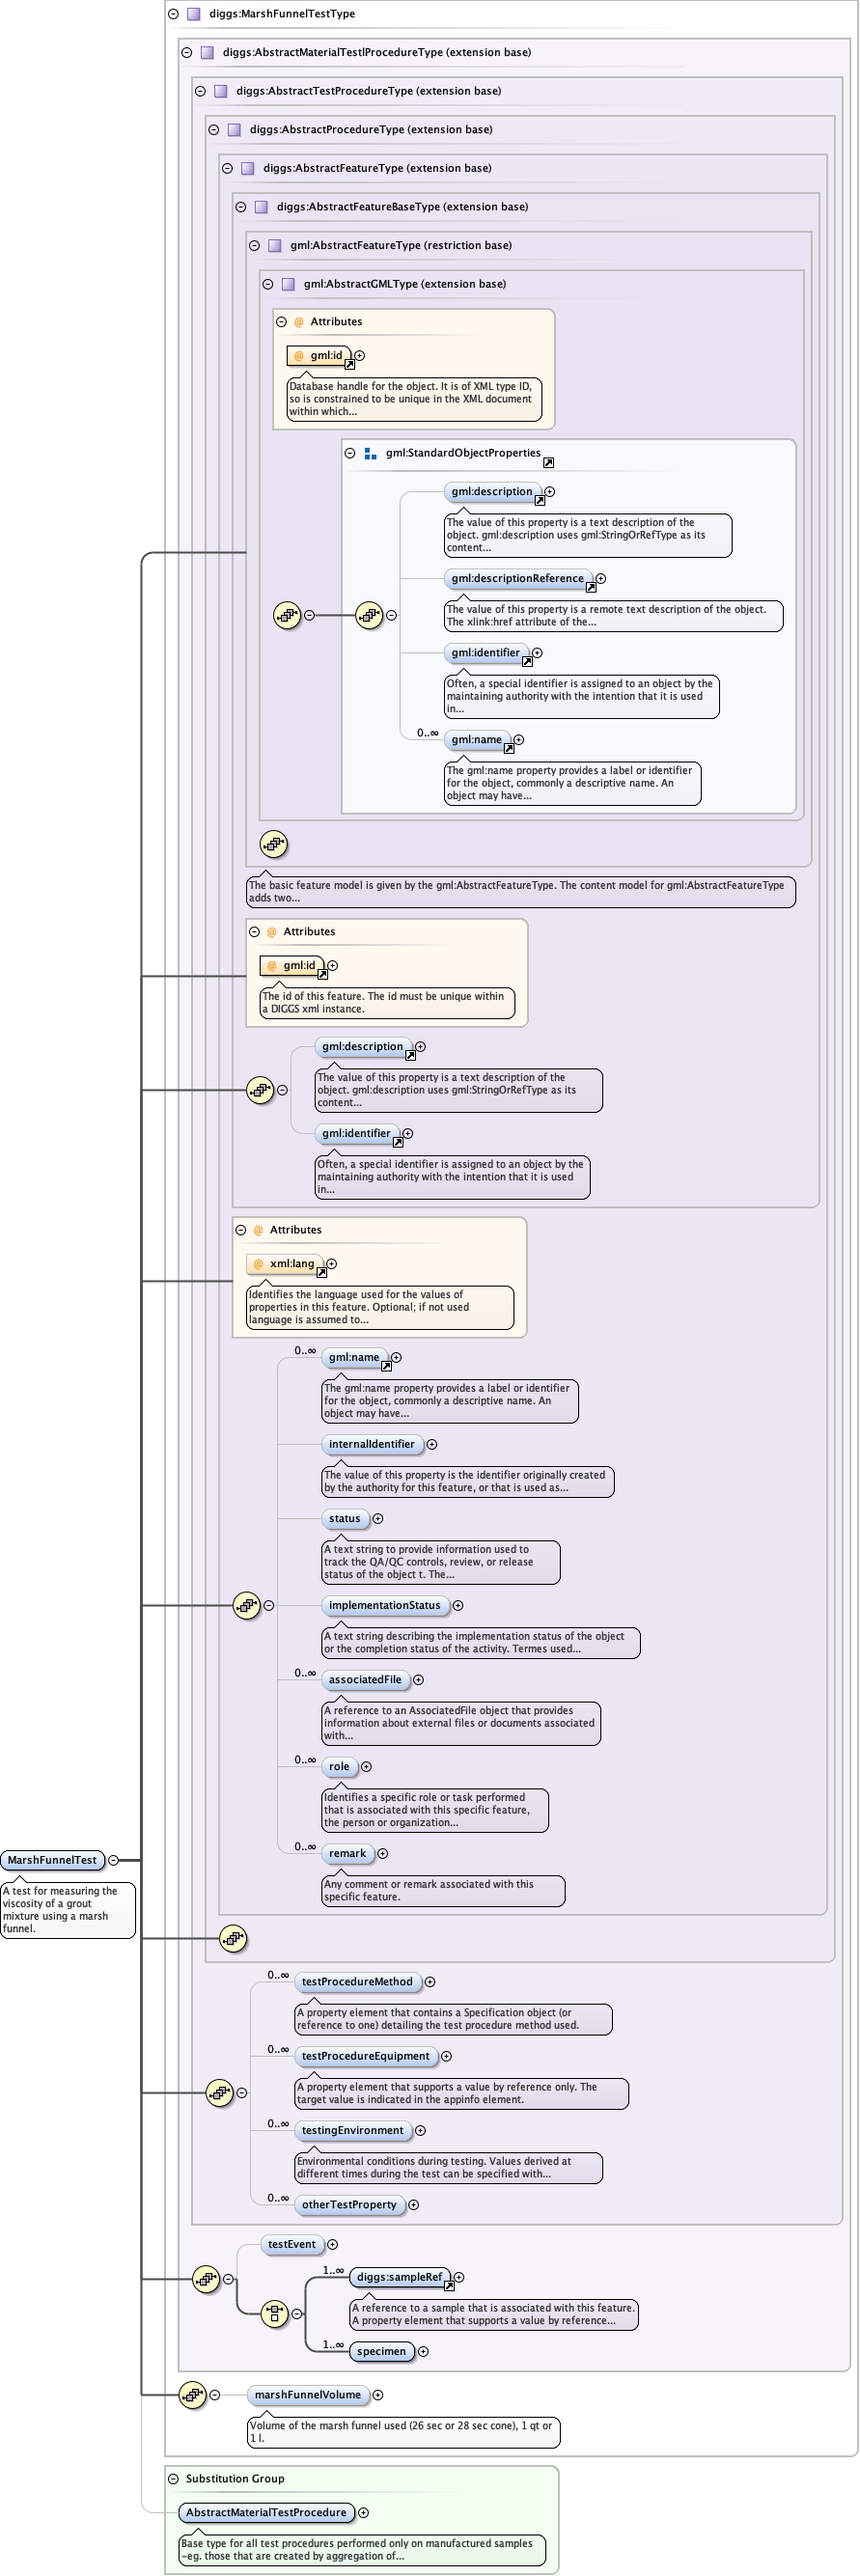 diggs:MarshFunnelTestType
diggs:AbstractMaterialTestlProcedureType (extension base)
diggs:AbstractTestProcedureType (extension base)
diggs:AbstractProcedureType (extension base)
diggs:AbstractFeatureType (extension base)
diggs:AbstractFeatureBaseType (extension base)
gml:AbstractFeatureType (restriction base)
gml:AbstractGMLType (extension base)
@ Attributes
@ gml:id
Database handle for the object. It is of XML type ID,
so is constrained to be unique in the XML document
within which...
gml:StandardObjectProperties
gml:description
The value of this property is a text description of the
object. gml:description uses gml:StringOrRefType as its
content...
gml:descriptionReference
The value of this property is a remote text description of the object.
The xlink:href attribute of the...
gml:identifier
Often, a special identifier is assigned to an object by the
maintaining authority with the intention that it is used
in...
0..∞ gml:name
The gml:name property provides a label or identifier
for the object, commonly a descriptive name. An
object may have...
The basic feature model is given by the gml:AbstractFeatureType. The content model for gml:AbstractFeatureType
adds two...
@ Attributes
@ gml:id
The id of this feature. The id must be unique within
a DIGGS xml instance.
gml:description
The value of this property is a text description of the
object. gml:description uses gml:StringOrRefType as its
content...
gml:identifier
Often, a special identifier is assigned to an object by the
maintaining authority with the intention that it is used
in...
@ Attributes
@ xml:lang
Identifies the language used for the values of
properties in this feature. Optional; if not used
language is assumed to...
0..∞ gml:name
The gml:name property provides a label or identifier
for the object, commonly a descriptive name. An
object may have...
internalIdentifier
The value of this property is the identifier originally created
by the authority for this feature, or that is used as...
status
A text string to provide information used to
track the QA/QC controls, review, or release
status of the object t. The...
implementationStatus
A text string describing the implementation status of the object
or the completion status of the activity. Termes used...
0..∞ associatedFile
A reference to an AssociatedFile object that provides
information about external files or documents associated
with...
0..∞ role
Identifies a specific role or task performed
that is associated with this specific feature,
the person or organization...
0..∞ remark
Any comment or remark associated with this
specific feature.
MarshFunnelTest
A test for measuring the
viscosity of a grout
mixture using a marsh
funnel.
0..∞ testProcedureMethod
A property element that contains a Specification object (or
reference to one) detailing the test procedure method used.
0..∞ testProcedureEquipment
A property element that supports a value by reference only. The
target value is indicated in the appinfo element.
0..∞ testingEnvironment
Environmental conditions during testing. Values derived at
different times during the test can be specified with...
0..∞ otherTestProperty
testEvent
1..∞ diggs:sampleRef
A reference to a sample that is associated with this feature.
A property element that supports a value by reference...
1..∞ specimen
marshFunnelVolume
Volume of the marsh funnel used (26 sec or 28 sec cone), 1 qt or
1 l.
Substitution Group
AbstractMaterialTestProcedure
Base type for all test procedures performed only on manufactured samples
-eg. those that are created by aggregation of...